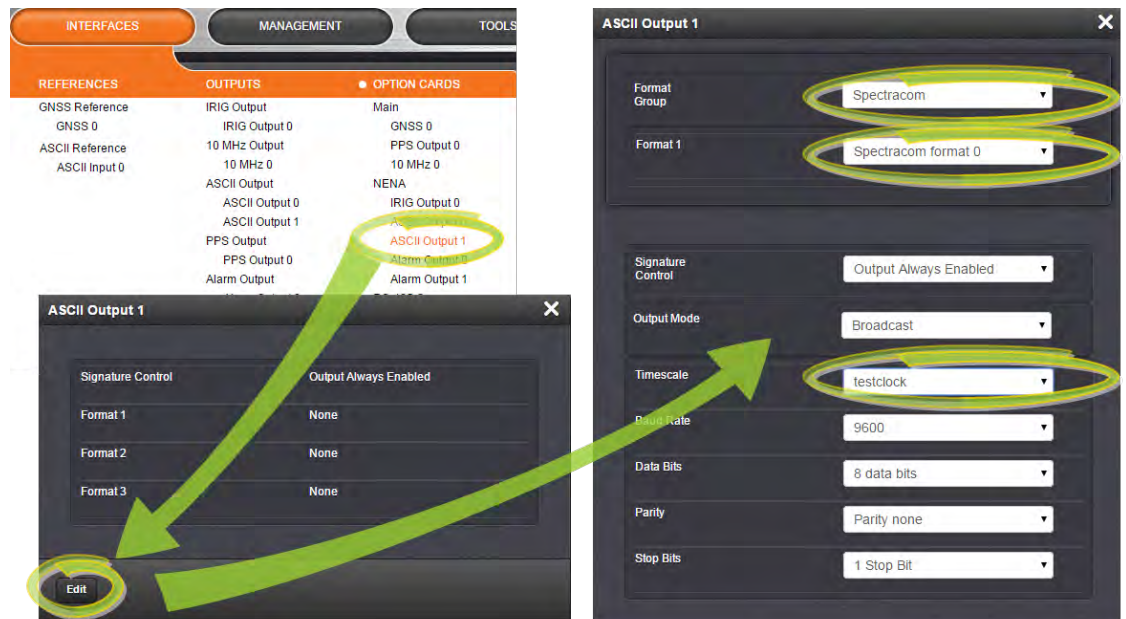 INTERFACES
MANAGEMENT
TOOLS
REFERENCES
GNSS Reference
GNSS 0
ASCII Reference
ASCII Input 0
OUTPUTS
IRIG Output
IRIG Output 0
10 MHz Output
10 MHz 0
ASCII Output
ASCII Output 0
ASCII Output 1
PPS Output
PPS Output 0
Alarm Output
OPTION CARDS
Main
GNSS 0
PPS Output 0
10 MHz 0
NENA
IRIG Output 0
ASCII Output 1
Alarm Output 0
Alarm Output 1
ASCII Output 1
Signature Control Output Always Enabled
Format 1 None
Format 2 None
Format 3 None
Edit
ASCII Output 1
Format
Group
Spectracom
Format 1 Spectracom format 0
Signature
Control
Output Always Enabled
Output Mode Broadcast
Timescale testclock
Baud Rate 9600
Data Bits 8 data bits
Parity Parity none
Stop Bits 1 Stop Bit